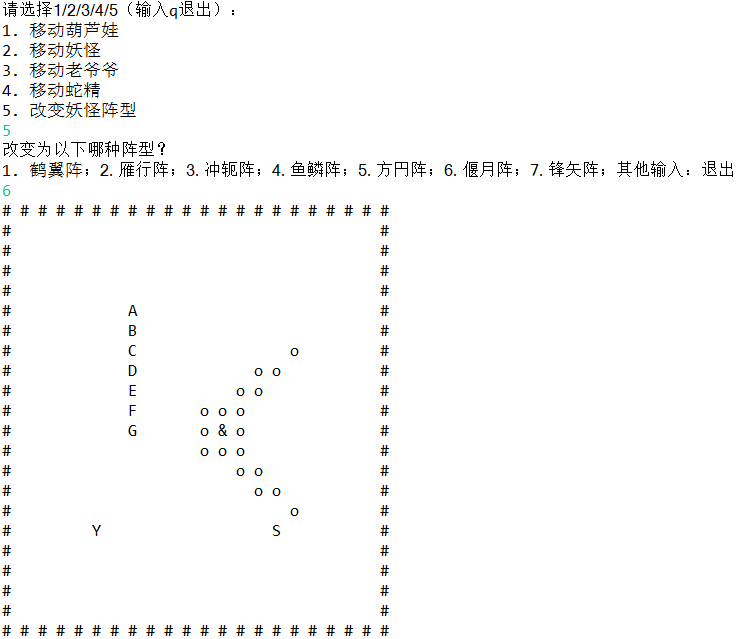 请选择1/2/3/4/5（输入q退出）：
1. 移动葫芦娃
2. 移动妖怪
3. 移动老爷爷
4. 移动蛇精
5. 改变妖怪阵型
5
改变为以下哪种阵型？
1. 鹤翼阵；2. 雁行阵；3. 冲轭阵；4. 鱼鳞阵；5. 方円阵；6. 偃月阵；7. 锋矢阵；其他输入：退出
6
# # # # # # # # # # # # # # # # # # # # # #
#                                         #
#                                         #
#                                         #
#                                         #
#             A                           #
#             B                           #
#             C                 o         #
#             D             o o           #
#             E           o o             #
#             F       o o o               #
#             G       o & o               #
#                     o o o               #
#                         o o             #
#                           o o           #
#                               o         #
#         Y                   S           #
#                                         #
#                                         #
#                                         #
#                                         #
# # # # # # # # # # # # # # # # # # # # # #